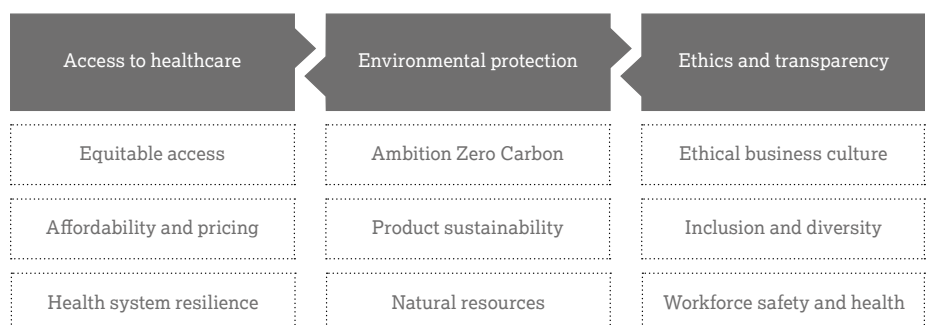 Access to healthcare
Environmental protection
Ethics and transparency
Equitable access
Ambition Zero Carbon
Ethical business culture
Affordability and pricing
Product sustainability
Inclusion and diversity
Health system resilience
Natural resources
Workforce safety and health